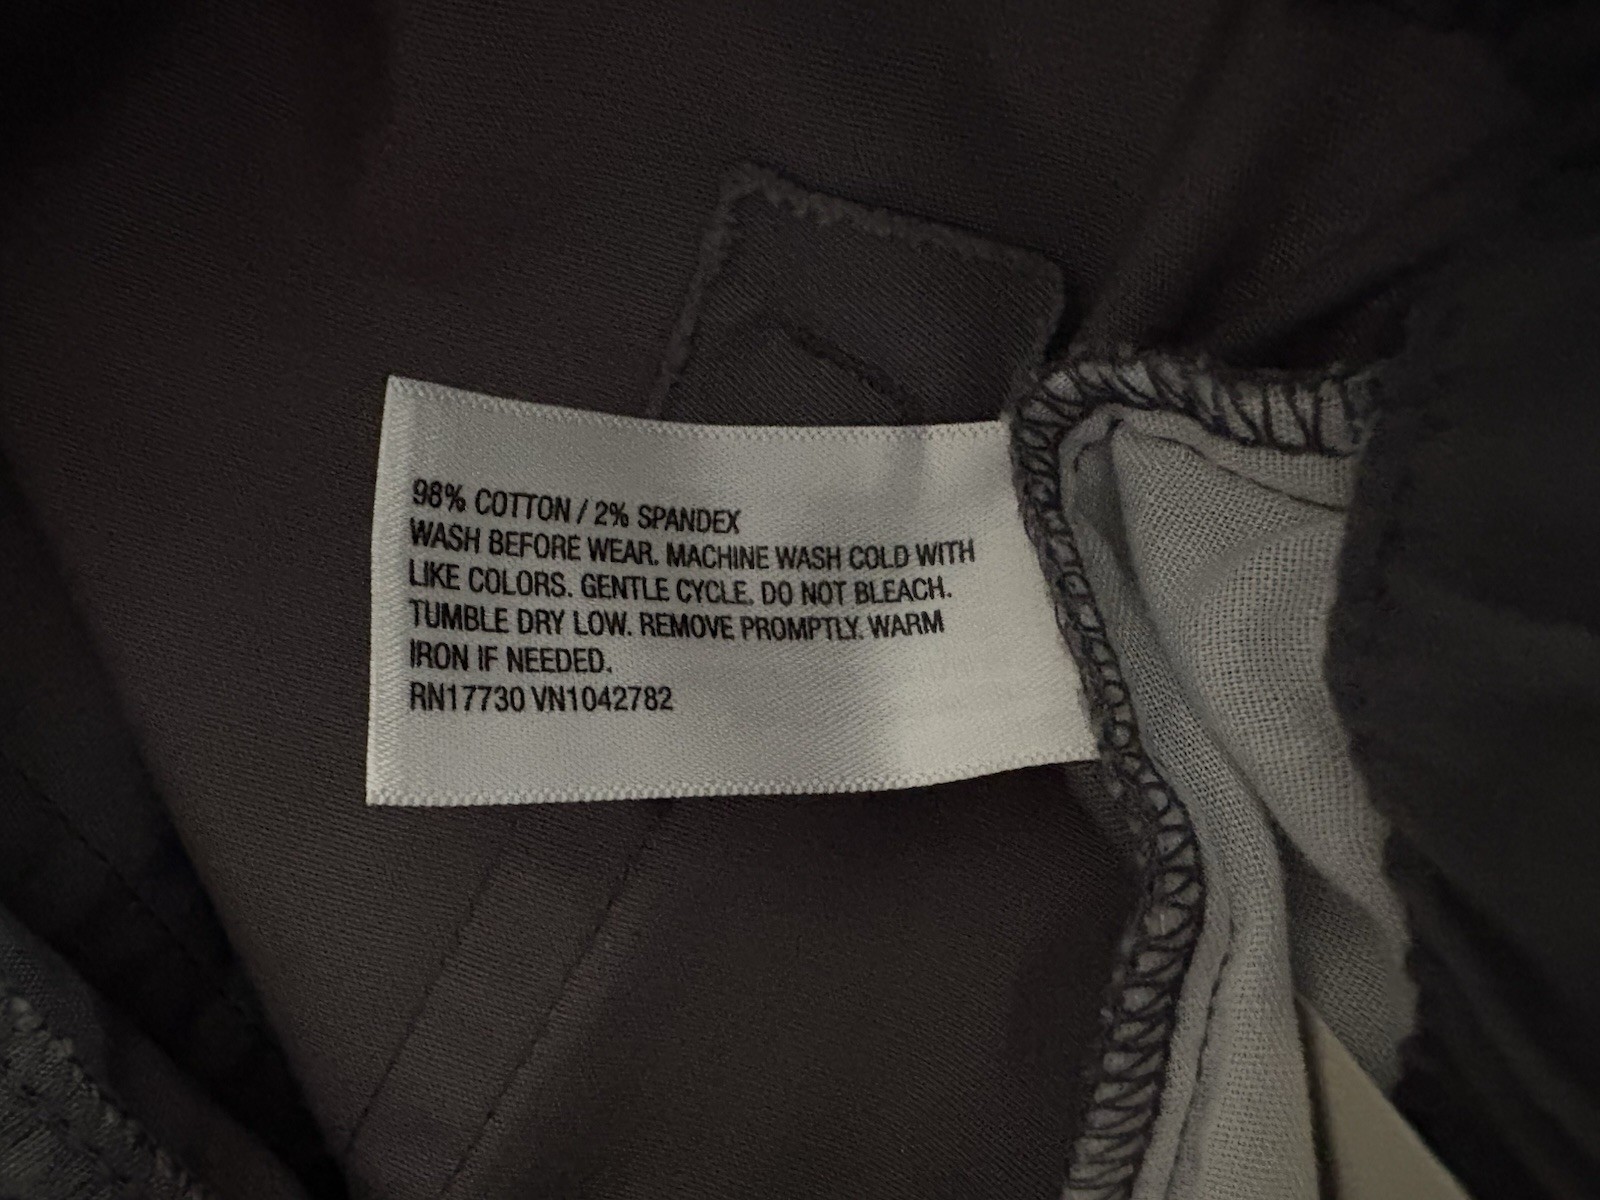 98% COTTON / 2% SPANDEX
WASH BEFORE WEAR. MACHINE WASH COLD WITH
LIKE COLORS. GENTLE CYCLE. DO NOT BLEACH.
TUMBLE DRY LOW. REMOVE PROMPTLY. WARM
IRON IF NEEDED.
RN17730 VN1042782